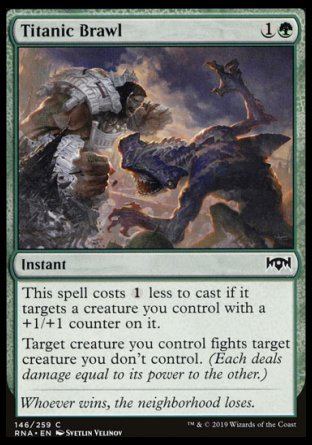 Titanic Brawl 1
Instant
This spell costs 1 less to cast if it
targets a creature you control with a
+1/+1 counter on it.
Target creature you control fights target
creature you don't control. (Each deals
damage equal to its power to the other.)
Whoever wins, the neighborhood loses.
146/259 C
RNA • EN SVETLIN VELINOV
™ & © 2019 Wizards of the Coast